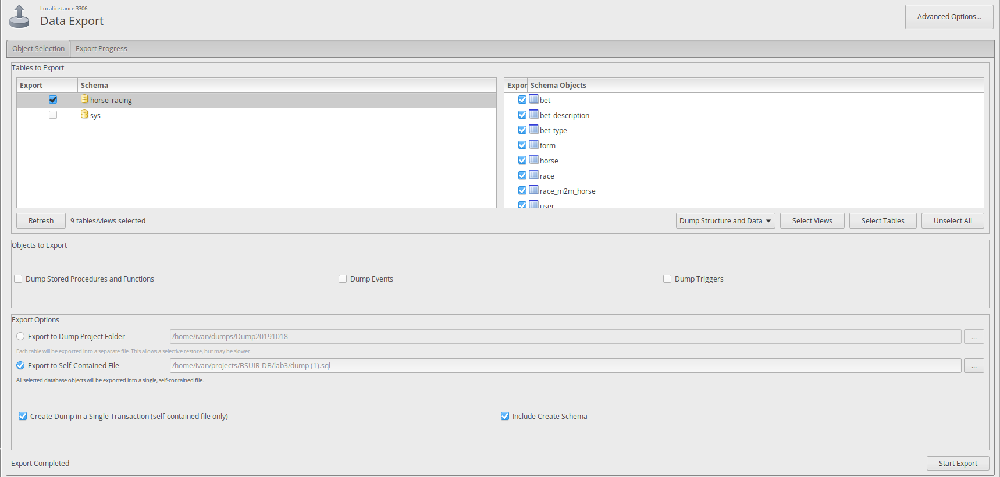 Local instance 3306
Data Export
Advanced Options...
Object Selection
Export Progress
Tables to Export
Export Schema
horse_racing
sys
Expor Schema Objects
bet
bet_description
bet_type
form
horse
race
race_m2m_horse
user
Refresh
9 tables/views selected
Dump Structure and Data
Select Views
Select Tables
Unselect All
Objects to Export
Dump Stored Procedures and Functions
Dump Events
Dump Triggers
Export Options
Export to Dump Project Folder
/home/ivan/dumps/Dump20191018
...
Each table will be exported into a separate file. This allows a selective restore, but may be slower.
Export to Self-Contained File
/home/ivan/projects/BSUIR-DB/lab3/dump (1).sql
...
All selected database objects will be exported into a single, self-contained file.
Create Dump in a Single Transaction (self-contained file only)
Include Create Schema
Export Completed
Start Export